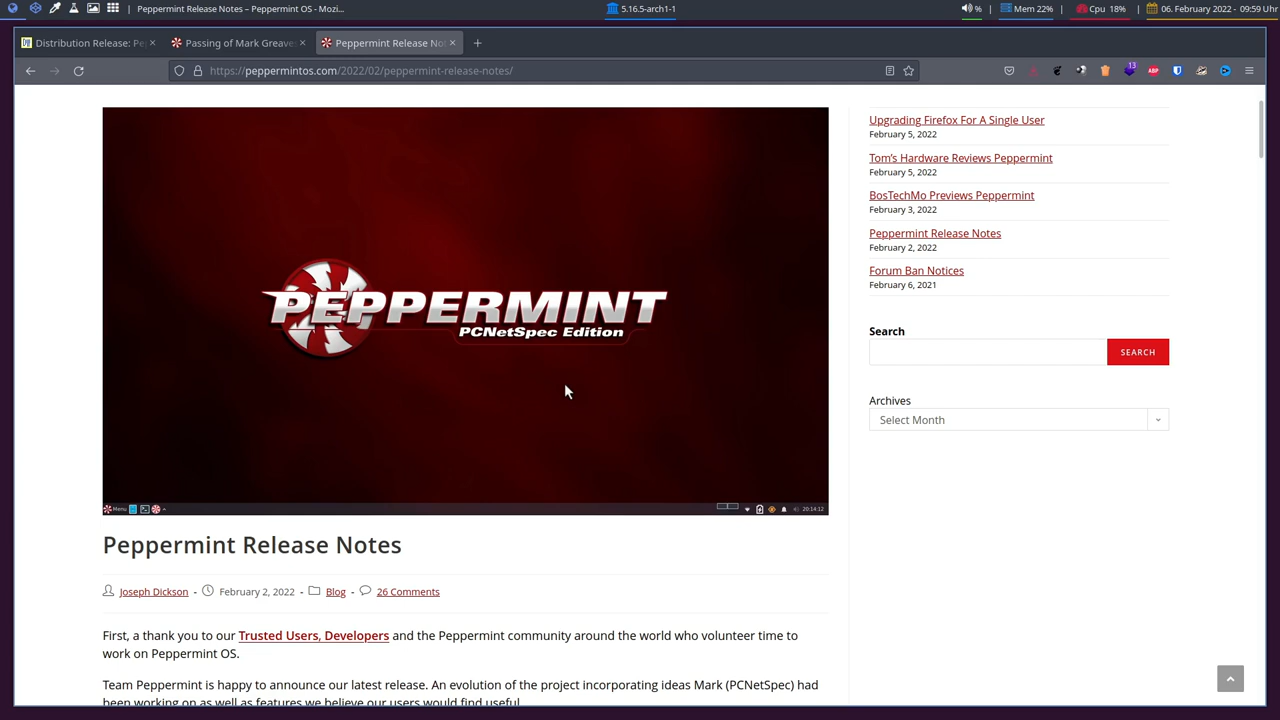 Peppermint Release Notes – Peppermint OS - Mozi...
5.16.5-arch1-1
%
Mem 22%
Cpu 18%
06. February 2022 - 09:59 Uhr
Distribution Release: Pe
Passing of Mark Greaves
Peppermint Release Not
https://peppermintos.com/2022/02/peppermint-release-notes/
13
ABP
PEPPERMINT
PCNetSpec Edition
Menu
20:14:12
Upgrading Firefox For A Single User
February 5, 2022
Tom’s Hardware Reviews Peppermint
February 5, 2022
BosTechMo Previews Peppermint
February 3, 2022
Peppermint Release Notes
February 2, 2022
Forum Ban Notices
February 6, 2021
Search
SEARCH
Archives
Select Month
Peppermint Release Notes
Joseph Dickson - February 2, 2022 - Blog - 26 Comments
First, a thank you to our Trusted Users, Developers and the Peppermint community around the world who volunteer time to
work on Peppermint OS.
Team Peppermint is happy to announce our latest release. An evolution of the project incorporating ideas Mark (PCNetSpec) had
been working on as well as features we believe our users would find useful.